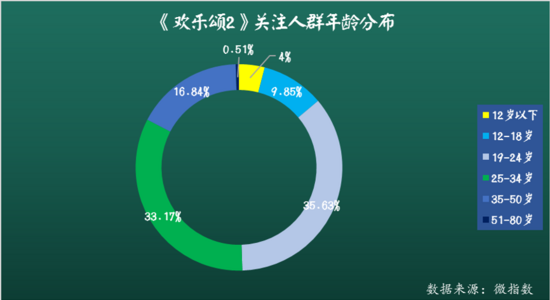 《欢乐颂2》关注人群年龄分布
0.51%
4%
16.84%
9.85%
12岁以下
12-18岁
19-24岁
25-34岁
35-50岁
51-80岁
35.63%
33.17%
数据来源：微指数